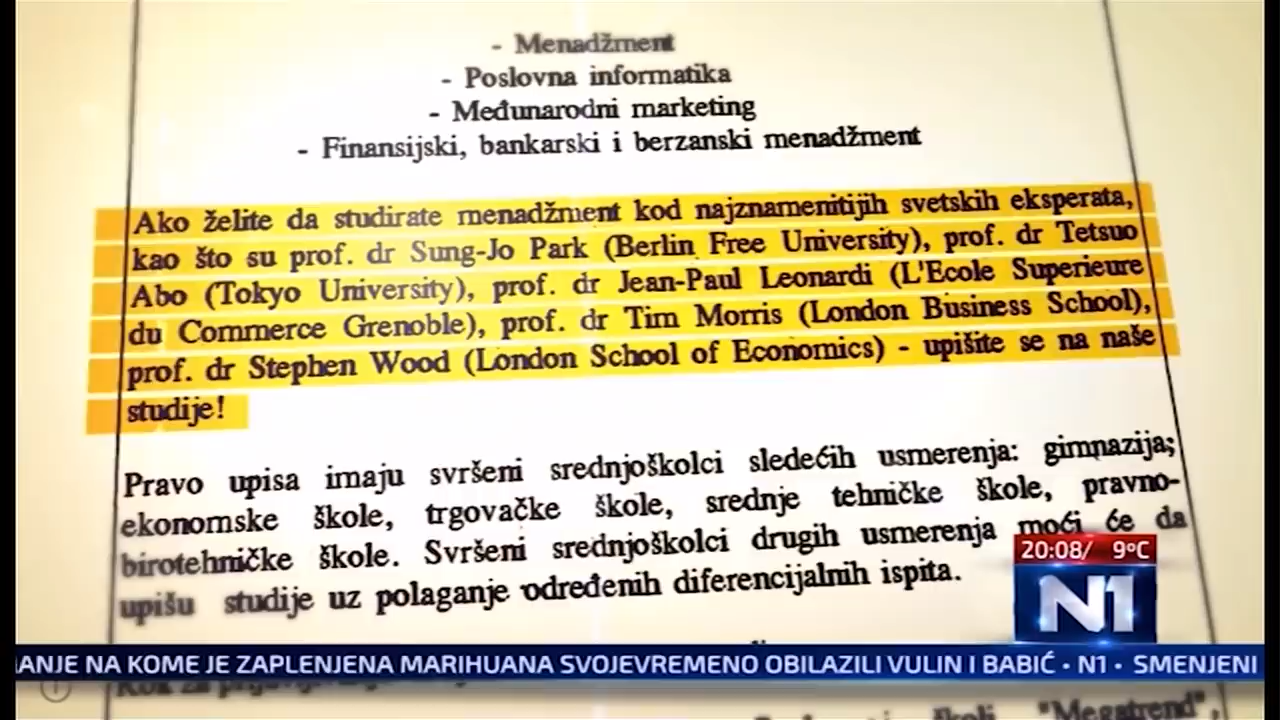 - Menadžment
- Poslovna informatika
- Međunarodni marketing
- Finansijski, bankarski i berzanski menadžment
Ako želite da studirate menadžment kod najznamenitijih svetskih eksperata,
kao što su prof. dr Sung-Jo Park (Berlin Free University), prof. dr Tetsuo
Abo (Tokyo University), prof. dr Jean-Paul Leonardi (L'Ecole Superieure
du Commerce Grenoble), prof. dr Tim Morris (London Business School),
prof. dr Stephen Wood (London School of Economics) - upišite se na naše
studije!
Pravo upisa imaju svršeni srednjoškolci sledećih usmerenja: gimnazija;
ekonomske škole, trgovačke škole, srednje tehničke škole, pravno-
birotehničke škole. Svršeni srednjoškolci drugih usmerenja moći će da
upišu studije uz polaganje određenih diferencijalnih ispita.
20:08/ 9°C
N1
ANJE NA KOME JE ZAPLENJENA MARIHUANA SVOJEVREMENO OBILAZILI VULIN I BABIĆ • N1 • SMENJENI
školi "Megatrend",